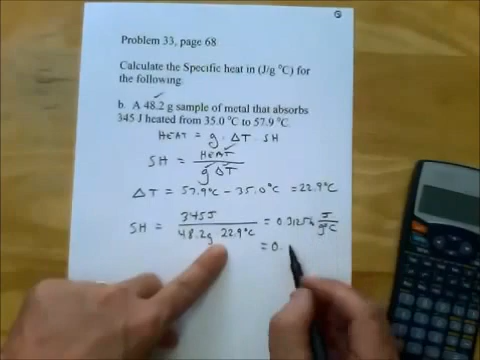 Problem 33, page 68
Calculate the Specific heat in (J/g °C) for
the following.
b. A 48.2 g sample of metal that absorbs
345 J heated from 35.0 °C to 57.9 °C.
HEAT = g · ΔT · SH
SH = HEAT / g ΔT
ΔT = 57.9°C - 35.0°C = 22.9°C
SH = 345J / 48.2g 22.9°C = 0.31256 J/g°C
= 0.